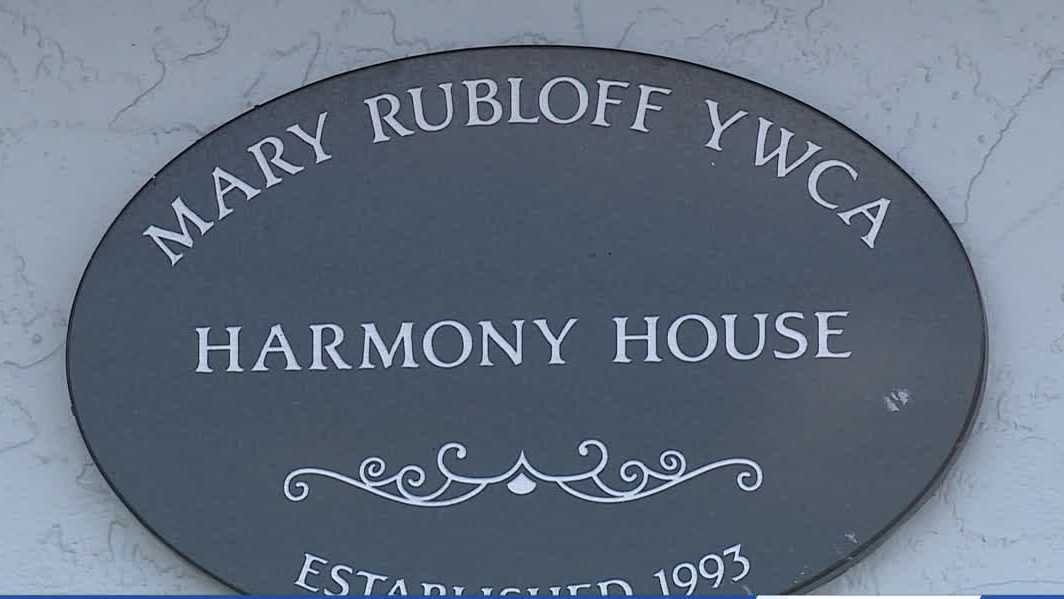 MARY RUBLOFF YWCA
HARMONY HOUSE
ESTABLISHED 1993